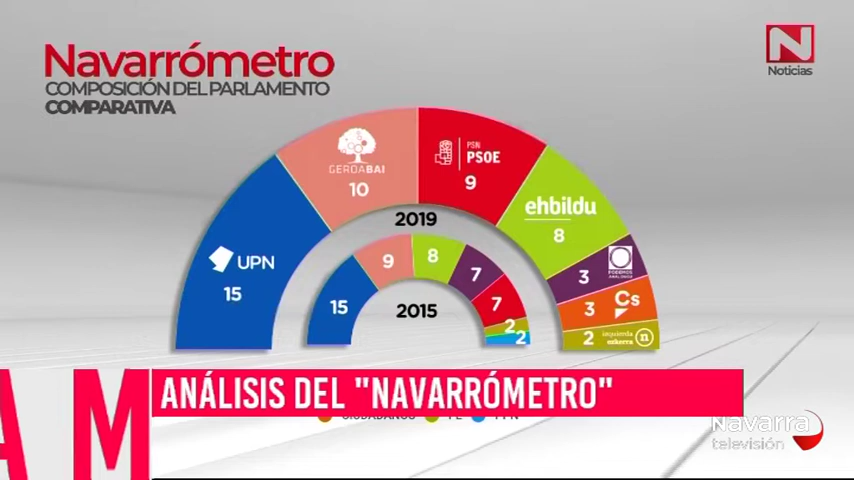 Navarrómetro
COMPOSICIÓN DEL PARLAMENTO
COMPARATIVA
N
Noticias
GEROABAI
10
PSN
PSOE
9
ehbildu
8
UPN
15
2019
3
3
Cs
2
izquierda
ezkerra
n
15
9
8
7
7
2
2
2015
ANÁLISIS DEL "NAVARRÓMETRO"
AM
Navarra
televisión